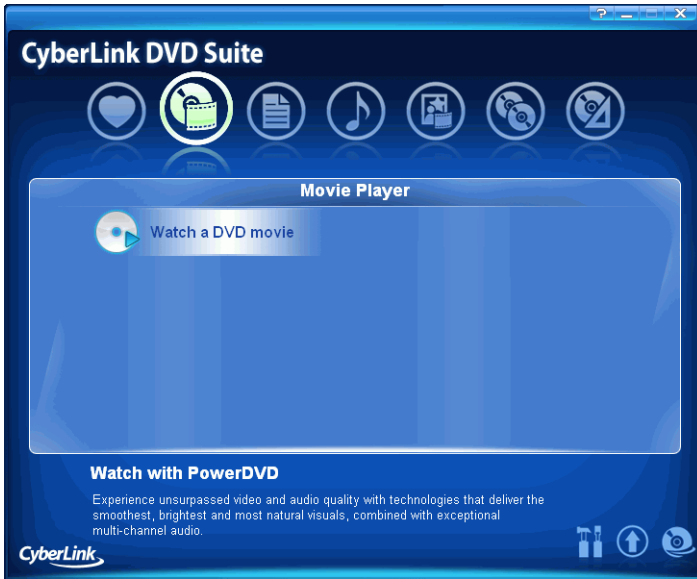 CyberLink DVD Suite
Movie Player
Watch a DVD movie
Watch with PowerDVD
Experience unsurpassed video and audio quality with technologies that deliver the
smoothest, brightest and most natural visuals, combined with exceptional
multi-channel audio.
CyberLink